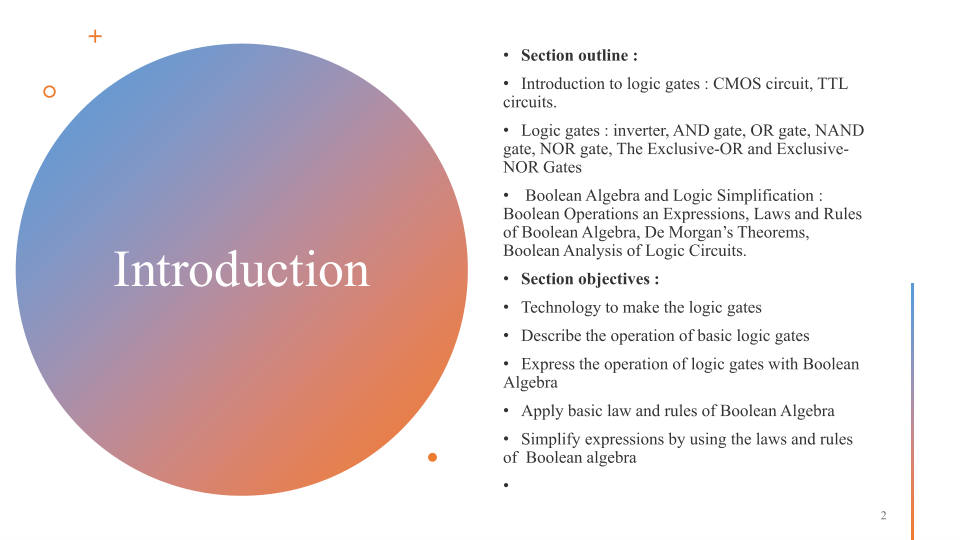 Introduction
• Section outline :
• Introduction to logic gates : CMOS circuit, TTL
circuits.
• Logic gates : inverter, AND gate, OR gate, NAND
gate, NOR gate, The Exclusive-OR and Exclusive-
NOR Gates
• Boolean Algebra and Logic Simplification :
Boolean Operations an Expressions, Laws and Rules
of Boolean Algebra, De Morgan’s Theorems,
Boolean Analysis of Logic Circuits.
• Section objectives :
• Technology to make the logic gates
• Describe the operation of basic logic gates
• Express the operation of logic gates with Boolean
Algebra
• Apply basic law and rules of Boolean Algebra
• Simplify expressions by using the laws and rules
of Boolean algebra
•
2